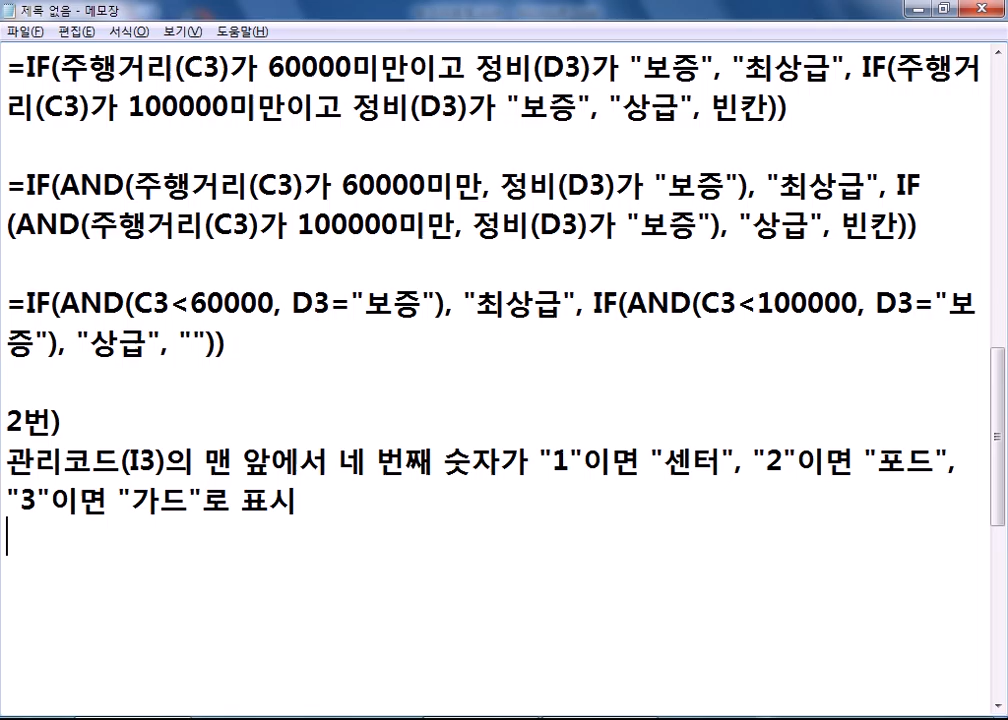 제목 없음 - 메모장
파일(F) 편집(E) 서식(O) 보기(V) 도움말(H)
=IF(주행거리(C3)가 60000미만이고 정비(D3)가 "보증", "최상급", IF(주행거
리(C3)가 100000미만이고 정비(D3)가 "보증", "상급", 빈칸))
=IF(AND(주행거리(C3)가 60000미만, 정비(D3)가 "보증"), "최상급", IF
(AND(주행거리(C3)가 100000미만, 정비(D3)가 "보증"), "상급", 빈칸))
=IF(AND(C3<60000, D3="보증"), "최상급", IF(AND(C3<100000, D3="보
증"), "상급", ""))
2번)
관리코드(I3)의 맨 앞에서 네 번째 숫자가 "1"이면 "센터", "2"이면 "포드",
"3"이면 "가드"로 표시